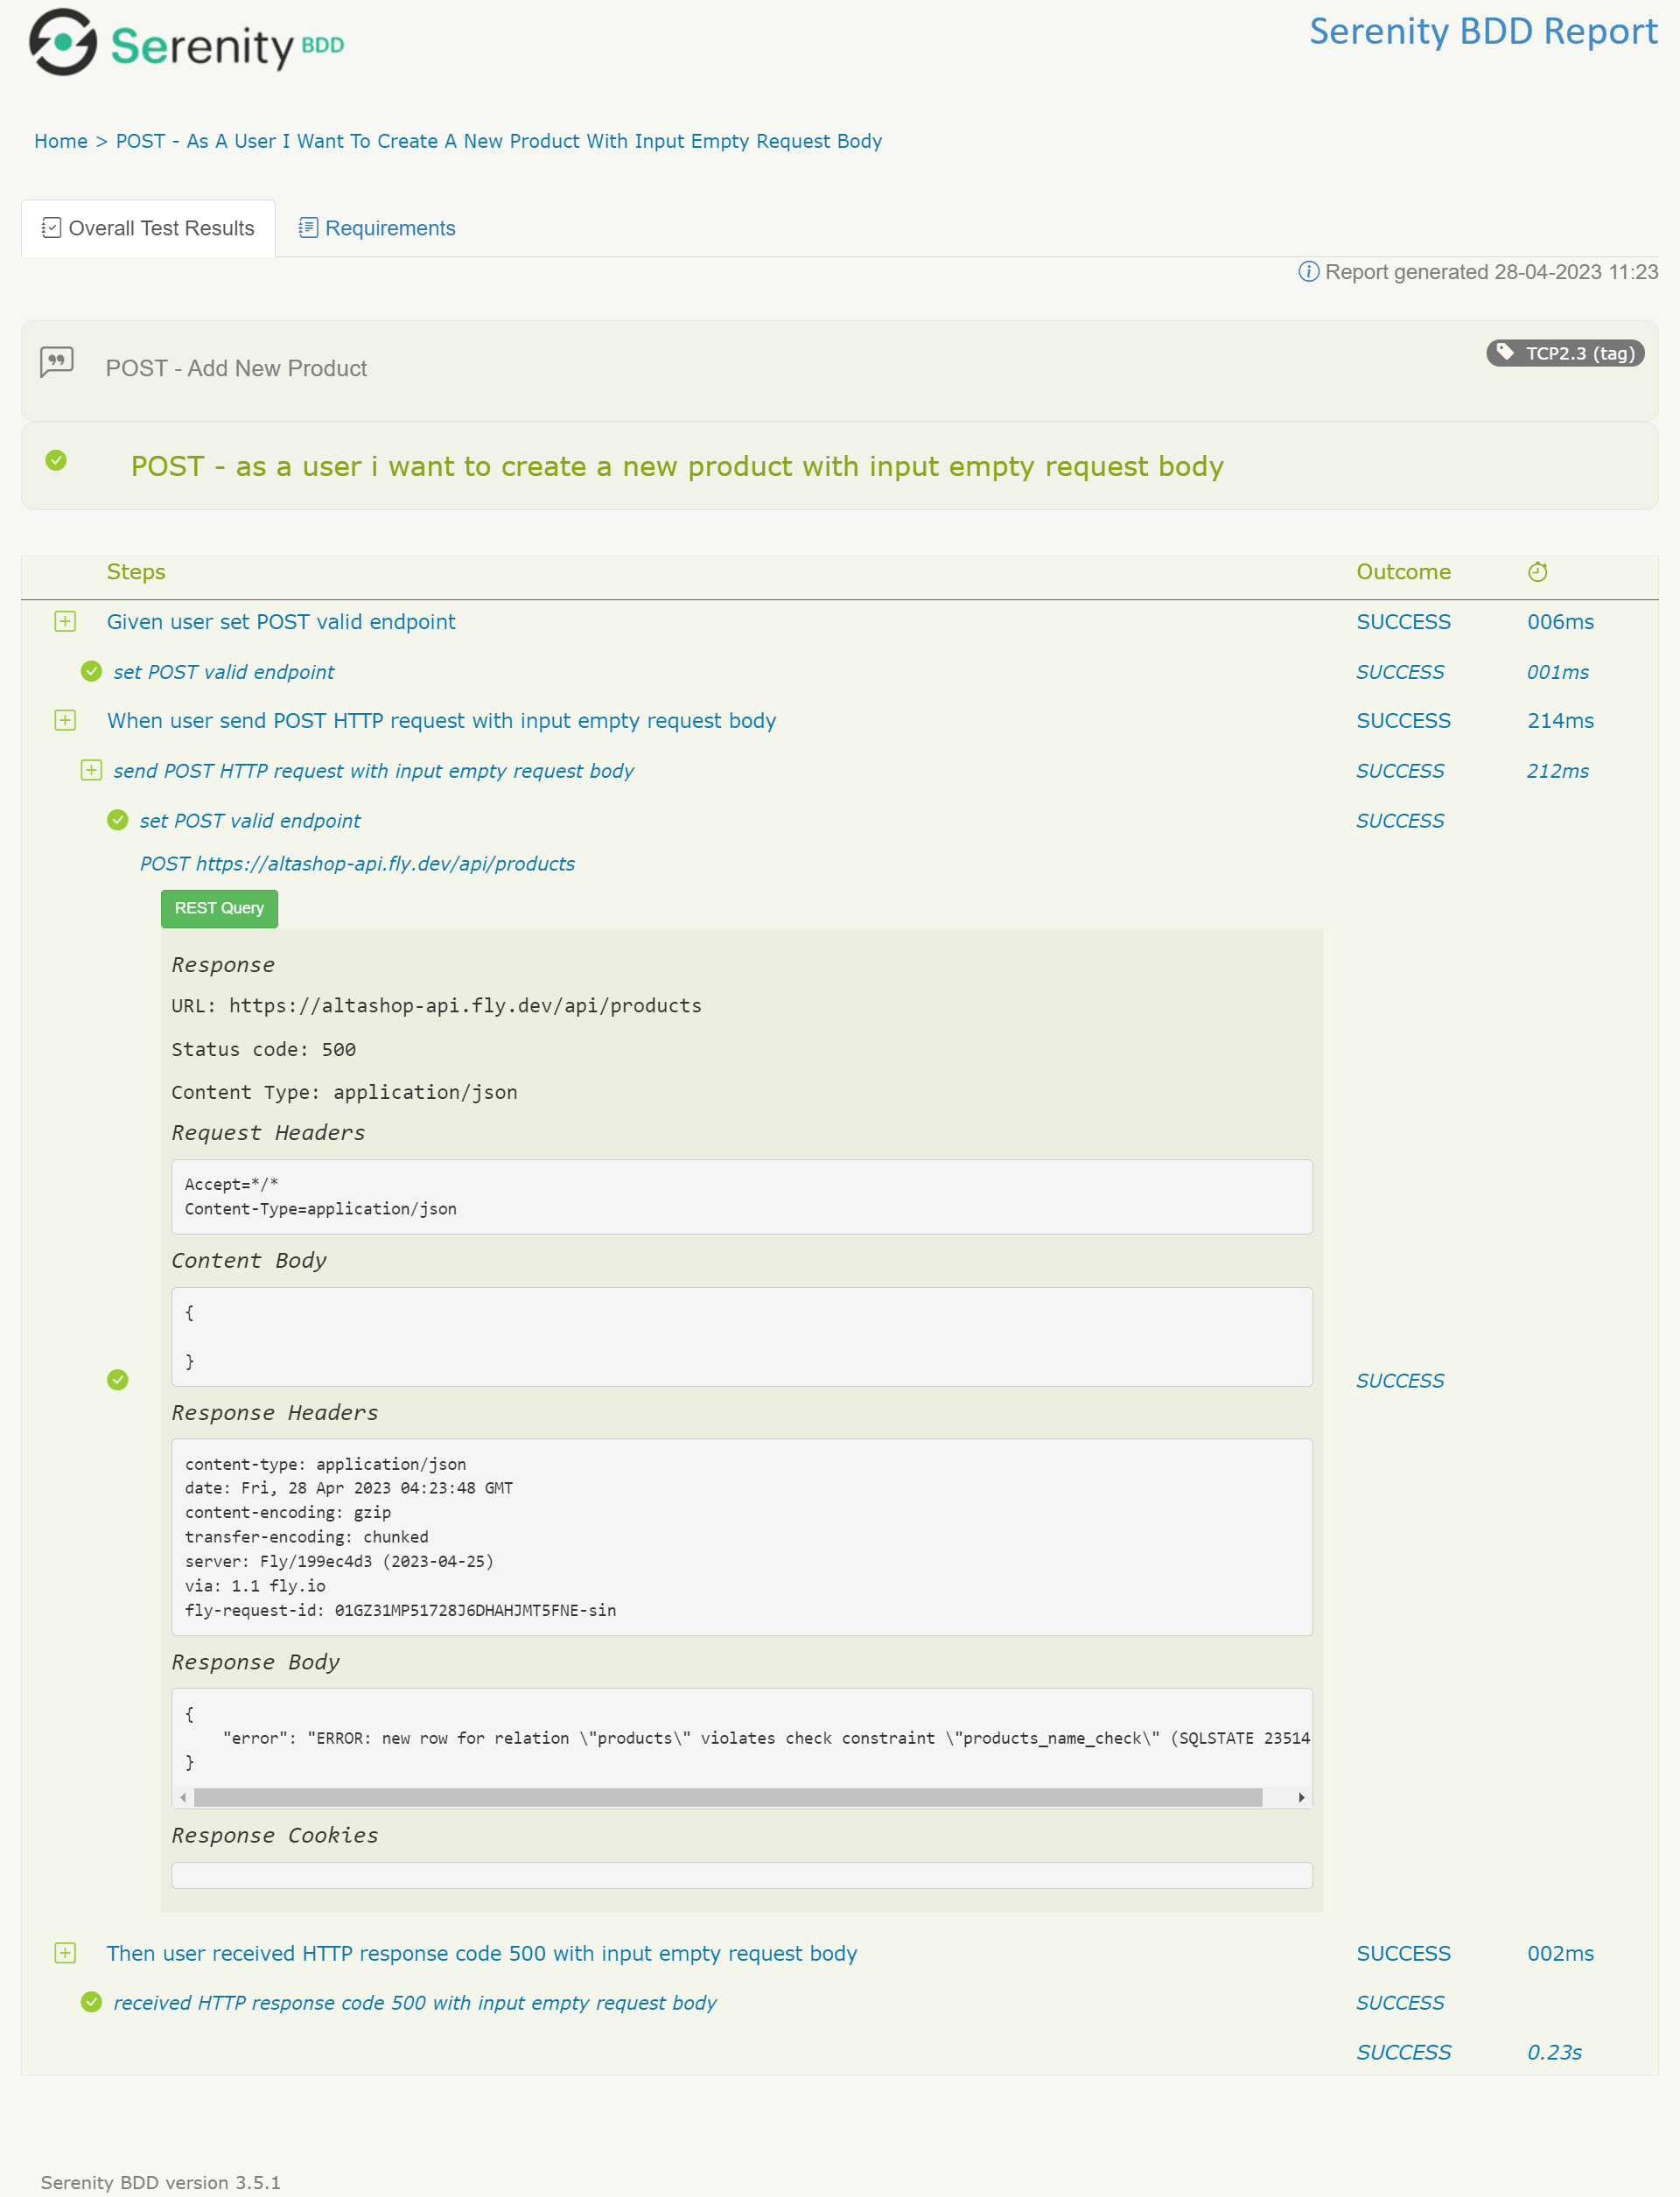 Serenity BDD
Serenity BDD Report
Home > POST - As A User I Want To Create A New Product With Input Empty Request Body
Overall Test Results
Requirements
Report generated 28-04-2023 11:23
POST - Add New Product
TCP2.3 (tag)
POST - as a user i want to create a new product with input empty request body
Steps Outcome
Given user set POST valid endpoint SUCCESS 006ms
set POST valid endpoint SUCCESS 001ms
When user send POST HTTP request with input empty request body SUCCESS 214ms
send POST HTTP request with input empty request body SUCCESS 212ms
set POST valid endpoint SUCCESS
POST https://altashop-api.fly.dev/api/products
REST Query
Response
URL: https://altashop-api.fly.dev/api/products
Status code: 500
Content Type: application/json
Request Headers
Accept=*/*
Content-Type=application/json
Content Body
{
}
SUCCESS
Response Headers
content-type: application/json
date: Fri, 28 Apr 2023 04:23:48 GMT
content-encoding: gzip
transfer-encoding: chunked
server: Fly/199ec4d3 (2023-04-25)
via: 1.1 fly.io
fly-request-id: 01GZ31MP51728J6DHAHJMT5FNE-sin
Response Body
{
"error": "ERROR: new row for relation \"products\" violates check constraint \"products_name_check\" (SQLSTATE 23514
}
Response Cookies
Then user received HTTP response code 500 with input empty request body SUCCESS 002ms
received HTTP response code 500 with input empty request body SUCCESS
SUCCESS 0.23s
Serenity BDD version 3.5.1